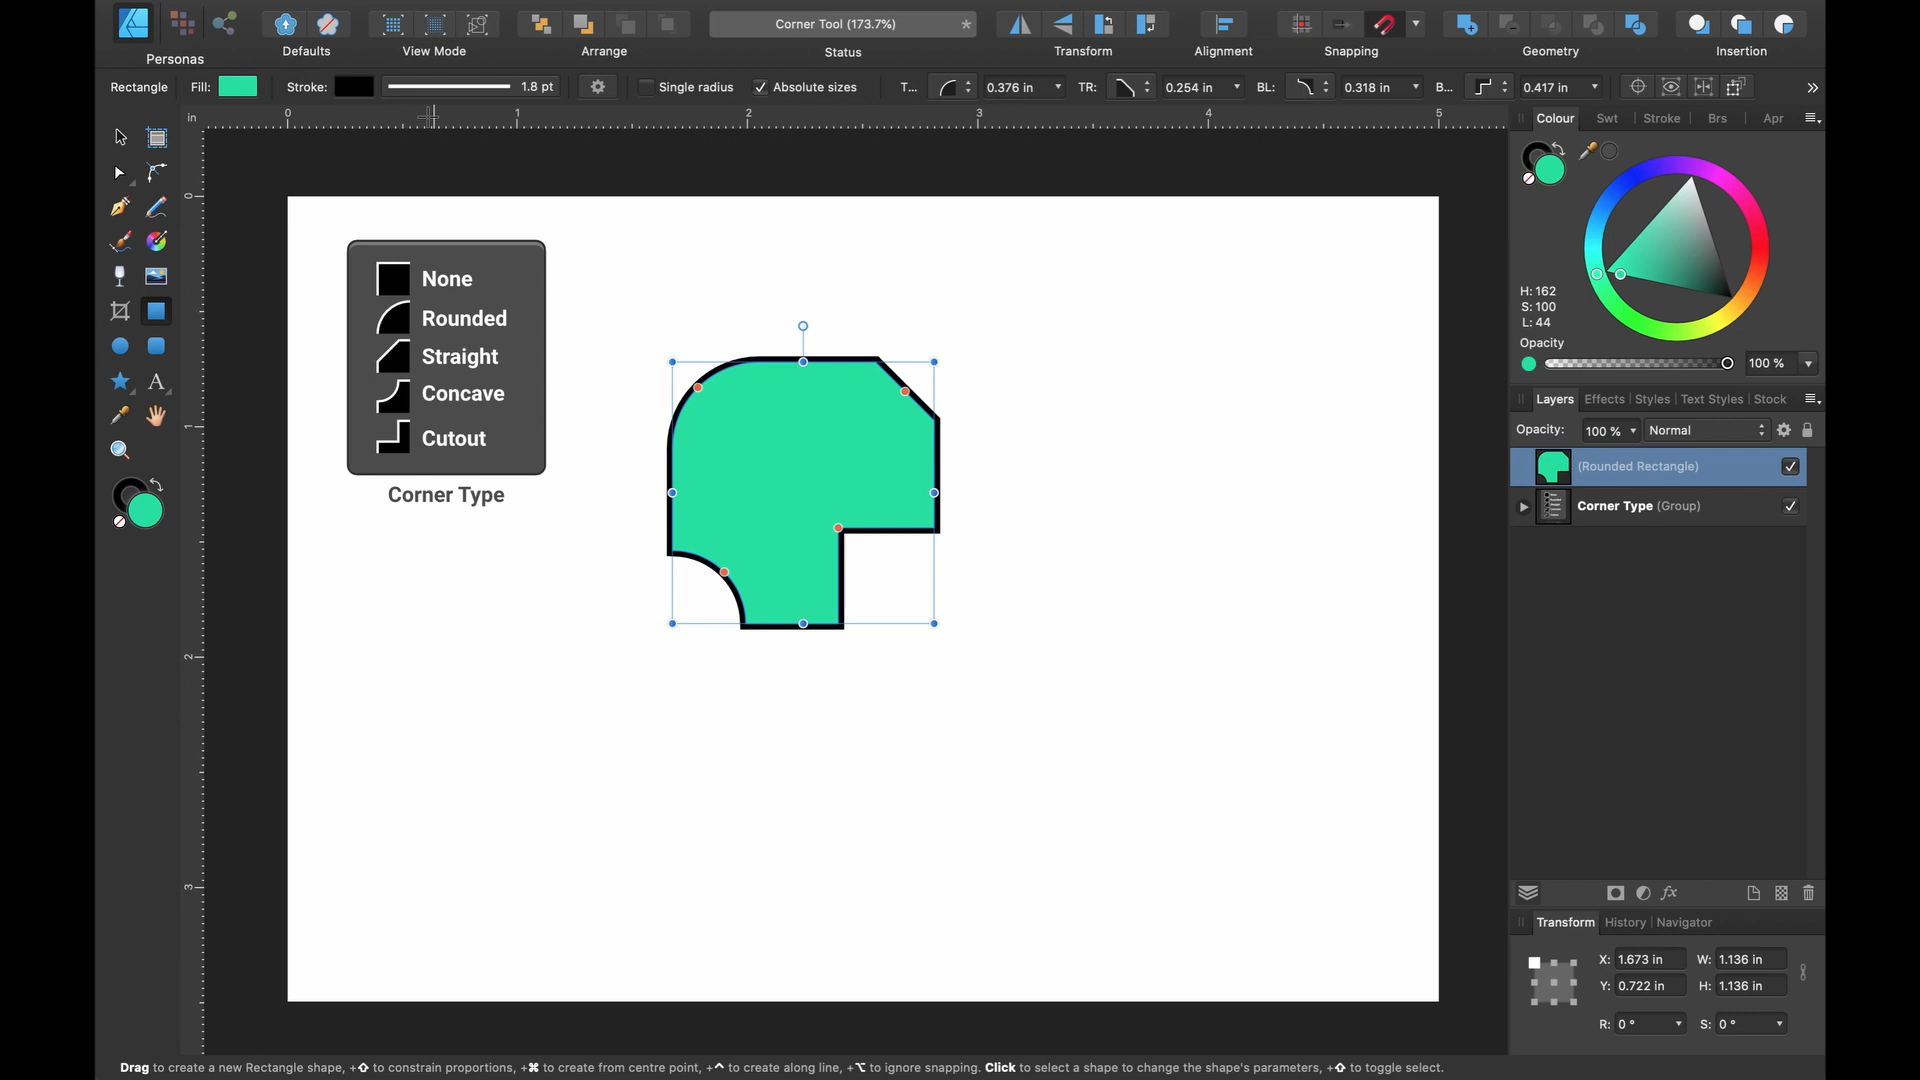 Corner Tool (173.7%)
*
Personas
Defaults
View Mode
Arrange
Status
Transform
Alignment
Snapping
Geometry
Insertion
Rectangle
Fill:
Stroke:
1.8 pt
Single radius
Absolute sizes
T...
0.376 in
TR:
0.254 in
BL:
0.318 in
B...
0.417 in
in
0
1
2
3
4
5
0
1
2
3
None
Rounded
Straight
Concave
Cutout
Corner Type
Colour
Swt
Stroke
Brs
Apr
H: 162
S: 100
L: 44
Opacity
100 %
Layers
Effects
Styles
Text Styles
Stock
Opacity:
100 %
Normal
(Rounded Rectangle)
Corner Type (Group)
fx
Transform
History
Navigator
X: 1.673 in
W: 1.136 in
Y: 0.722 in
H: 1.136 in
R: 0 °
S: 0 °
A
Drag to create a new Rectangle shape, +⇧ to constrain proportions, +⌘ to create from centre point, +^ to create along line, +⌥ to ignore snapping. Click to select a shape to change the shape's parameters, +⇧ to toggle select.